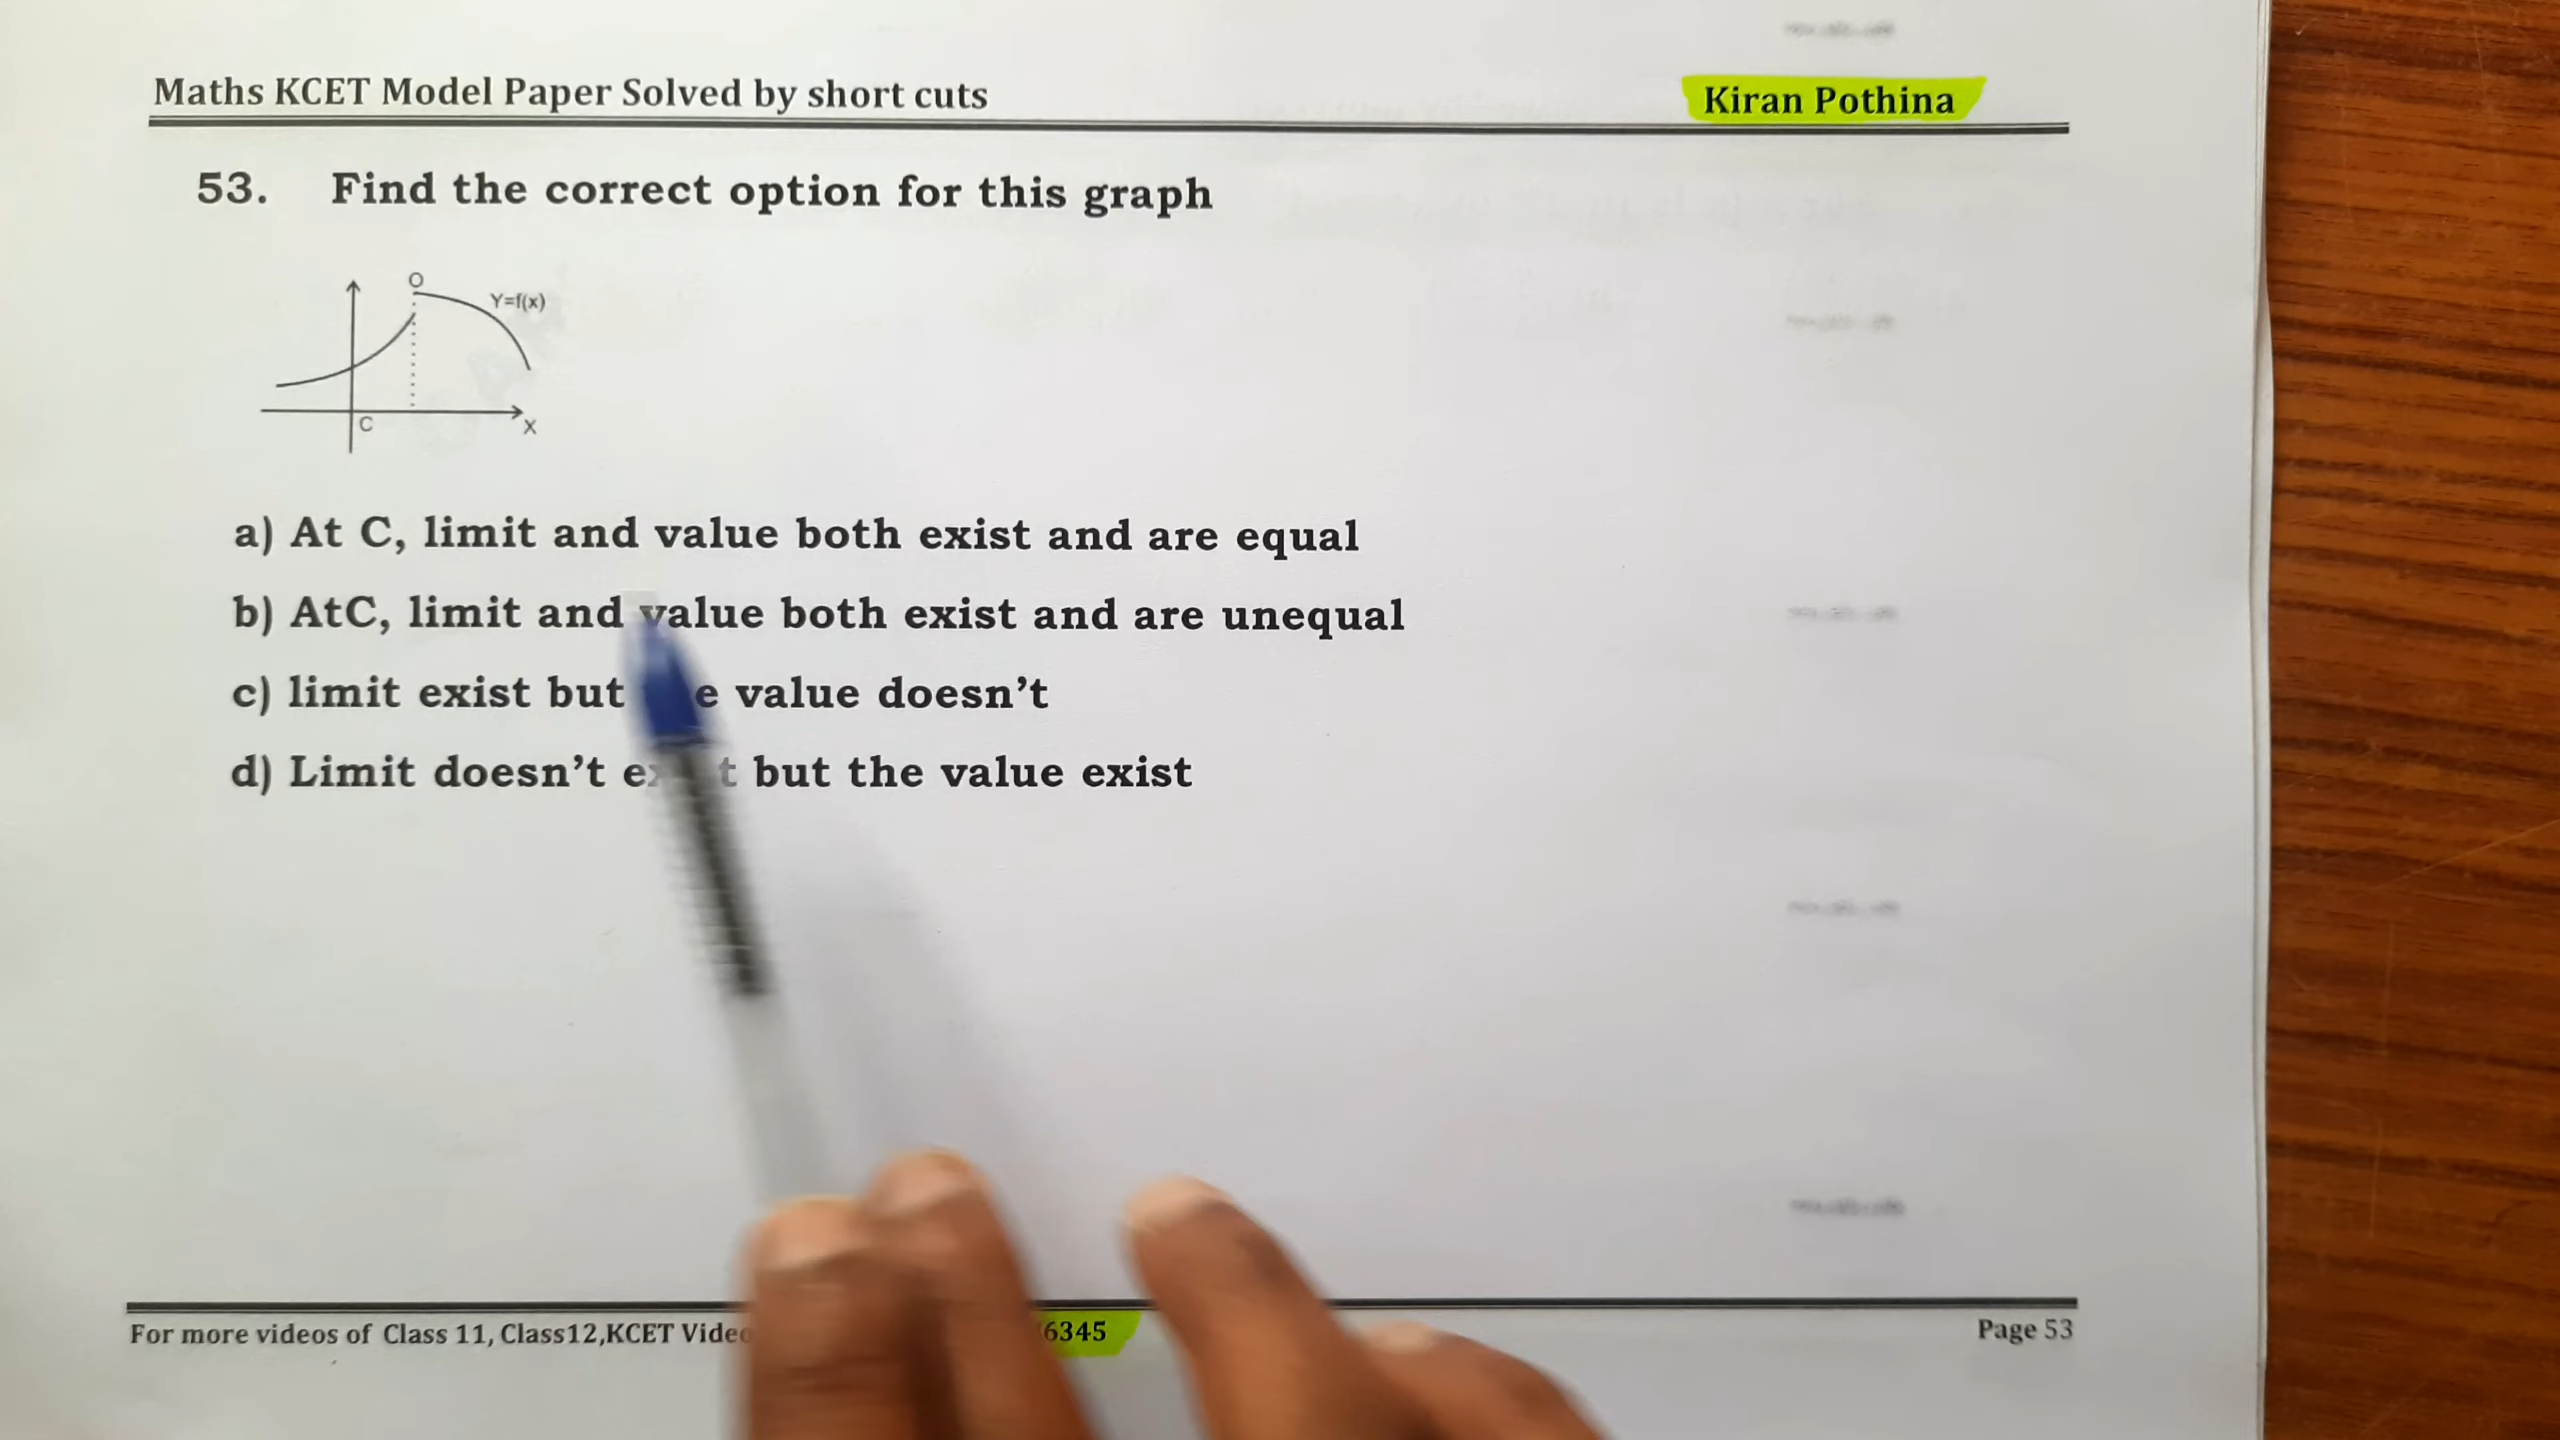 Maths KCET Model Paper Solved by short cuts
Kiran Pothina
53. Find the correct option for this graph
O
Y=f(x)
C
X
a) At C, limit and value both exist and are equal
b) AtC, limit and value both exist and are unequal
c) limit exist but value doesn't
d) Limit doesn't but the value exist
For more videos of Class 11, Class12,KCET 6345
Page 53